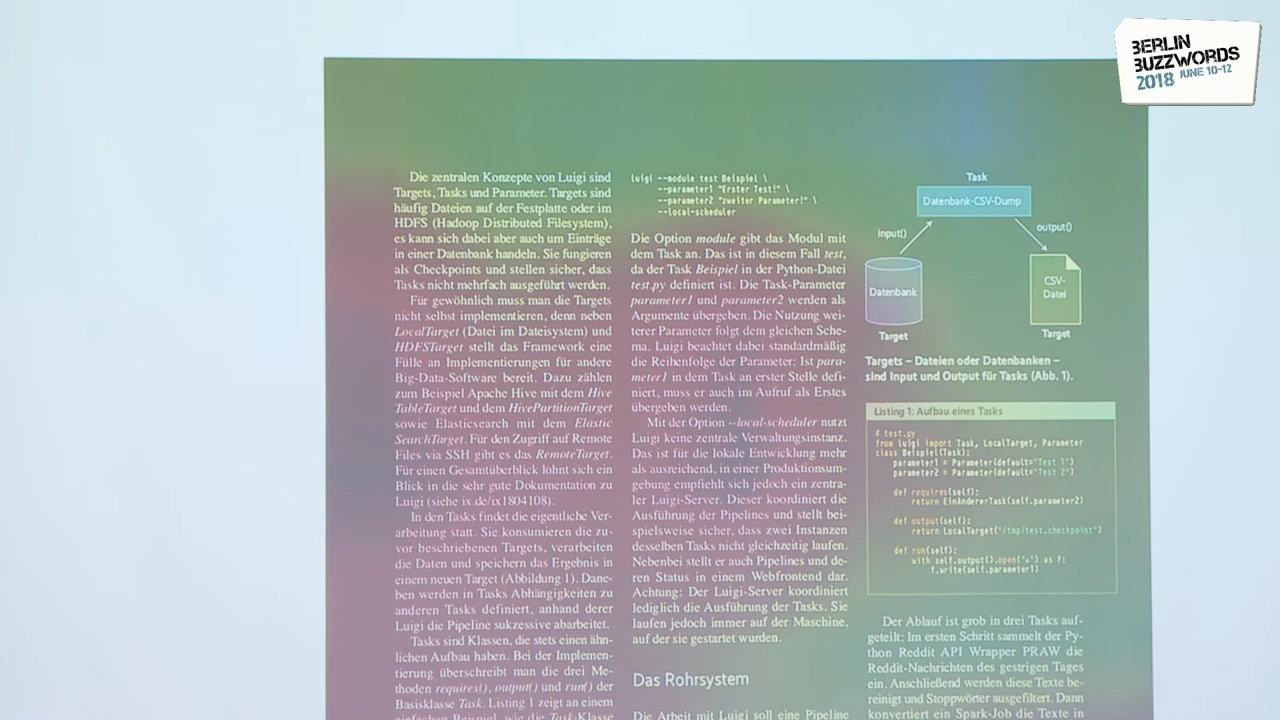 BERLIN
BUZZWORDS
2018 JUNE 10-12
Die zentralen Konzepte von Luigi sind
Targets, Tasks und Parameter. Targets sind
häufig Dateien auf der Festplatte oder im
HDFS (Hadoop Distributed Filesystem),
es kann sich dabei aber auch um Einträge
in einer Datenbank handeln. Sie fungieren
als Checkpoints und stellen sicher, dass
Tasks nicht mehrfach ausgeführt werden.
Für gewöhnlich muss man die Targets
nicht selbst implementieren, denn neben
LocalTarget (Datei im Dateisystem) und
HDFSTarget stellt das Framework eine
Fülle an Implementierungen für andere
Big-Data-Software bereit. Dazu zählen
zum Beispiel Apache Hive mit dem Hive
TableTarget und dem HivePartitionTarget
sowie Elasticsearch mit dem Elastic
SearchTarget. Für den Zugriff auf Remote
Files via SSH gibt es das RemoteTarget.
Für einen Gesamtüberblick lohnt sich ein
Blick in die sehr gute Dokumentation zu
Luigi (siehe ix.de/ix1804108).
In den Tasks findet die eigentliche Ver-
arbeitung statt. Sie konsumieren die zu-
vor beschriebenen Targets, verarbeiten
die Daten und speichern das Ergebnis in
einem neuen Target (Abbildung 1). Dane-
ben werden in Tasks Abhängigkeiten zu
anderen Tasks definiert, anhand derer
Luigi die Pipeline sukzessive abarbeitet.
Tasks sind Klassen, die stets einen ähn-
lichen Aufbau haben. Bei der Implemen-
tierung überschreibt man die drei Me-
thoden requires(), output() und run() der
Basisklasse Task. Listing 1 zeigt an einem
einfachen Beispiel, wie die Task-Klasse
luigi --module test Beispiel \
--parameter1 "Erster Test!" \
--parameter2 "zweiter Parameter!" \
--local-scheduler
Die Option module gibt das Modul mit
dem Task an. Das ist in diesem Fall test,
da der Task Beispiel in der Python-Datei
test.py definiert ist. Die Task-Parameter
parameter1 und parameter2 werden als
Argumente übergeben. Die Nutzung wei-
terer Parameter folgt dem gleichen Sche-
ma. Luigi beachtet dabei standardmäßig
die Reihenfolge der Parameter: Ist para-
meter1 in dem Task an erster Stelle defi-
niert, muss er auch im Aufruf als Erstes
übergeben werden.
Mit der Option --local-scheduler nutzt
Luigi keine zentrale Verwaltungsinstanz.
Das ist für die lokale Entwicklung mehr
als ausreichend, in einer Produktionsum-
gebung empfiehlt sich jedoch ein zentra-
ler Luigi-Server. Dieser koordiniert die
Ausführung der Pipelines und stellt bei-
spielsweise sicher, dass zwei Instanzen
desselben Tasks nicht gleichzeitig laufen.
Nebenbei stellt er auch Pipelines und de-
ren Status in einem Webfrontend dar.
Achtung: Der Luigi-Server koordiniert
lediglich die Ausführung der Tasks. Sie
laufen jedoch immer auf der Maschine,
auf der sie gestartet wurden.
Das Rohrsystem
Die Arbeit mit Luigi soll eine Pipeline
Task
Datenbank-CSV-Dump
input()
output()
Datenbank
CSV-
Datei
Target
Target
Targets – Dateien oder Datenbanken –
sind Input und Output für Tasks (Abb. 1).
Listing 1: Aufbau eines Tasks
# test.py
from luigi import Task, LocalTarget, Parameter
class Beispiel(Task):
parameter1 = Parameter(default="Test 1")
parameter2 = Parameter(default="Test 2")
def requires(self):
return EinAndererTask(self.parameter2)
def output(self):
return LocalTarget("/tmp/test.checkpoint")
def run(self):
with self.output().open("w") as f:
f.write(self.parameter1)
Der Ablauf ist grob in drei Tasks auf-
geteilt: Im ersten Schritt sammelt der Py-
thon Reddit API Wrapper PRAW die
Reddit-Nachrichten des gestrigen Tages
ein. Anschließend werden diese Texte be-
reinigt und Stoppwörter ausgefiltert. Dann
konvertiert ein Spark-Job die Texte in